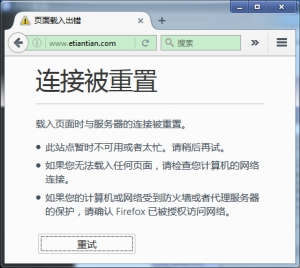 页面载入出错
www.etiantian.com
搜索
连接被重置
载入页面时与服务器的连接被重置。
此站点暂时不可用或者太忙。请稍后再试。
如果您无法载入任何页面，请检查您计算机的网络
连接。
如果您的计算机或网络受到防火墙或者代理服务器
的保护，请确认 Firefox 已被授权访问网络。
重试